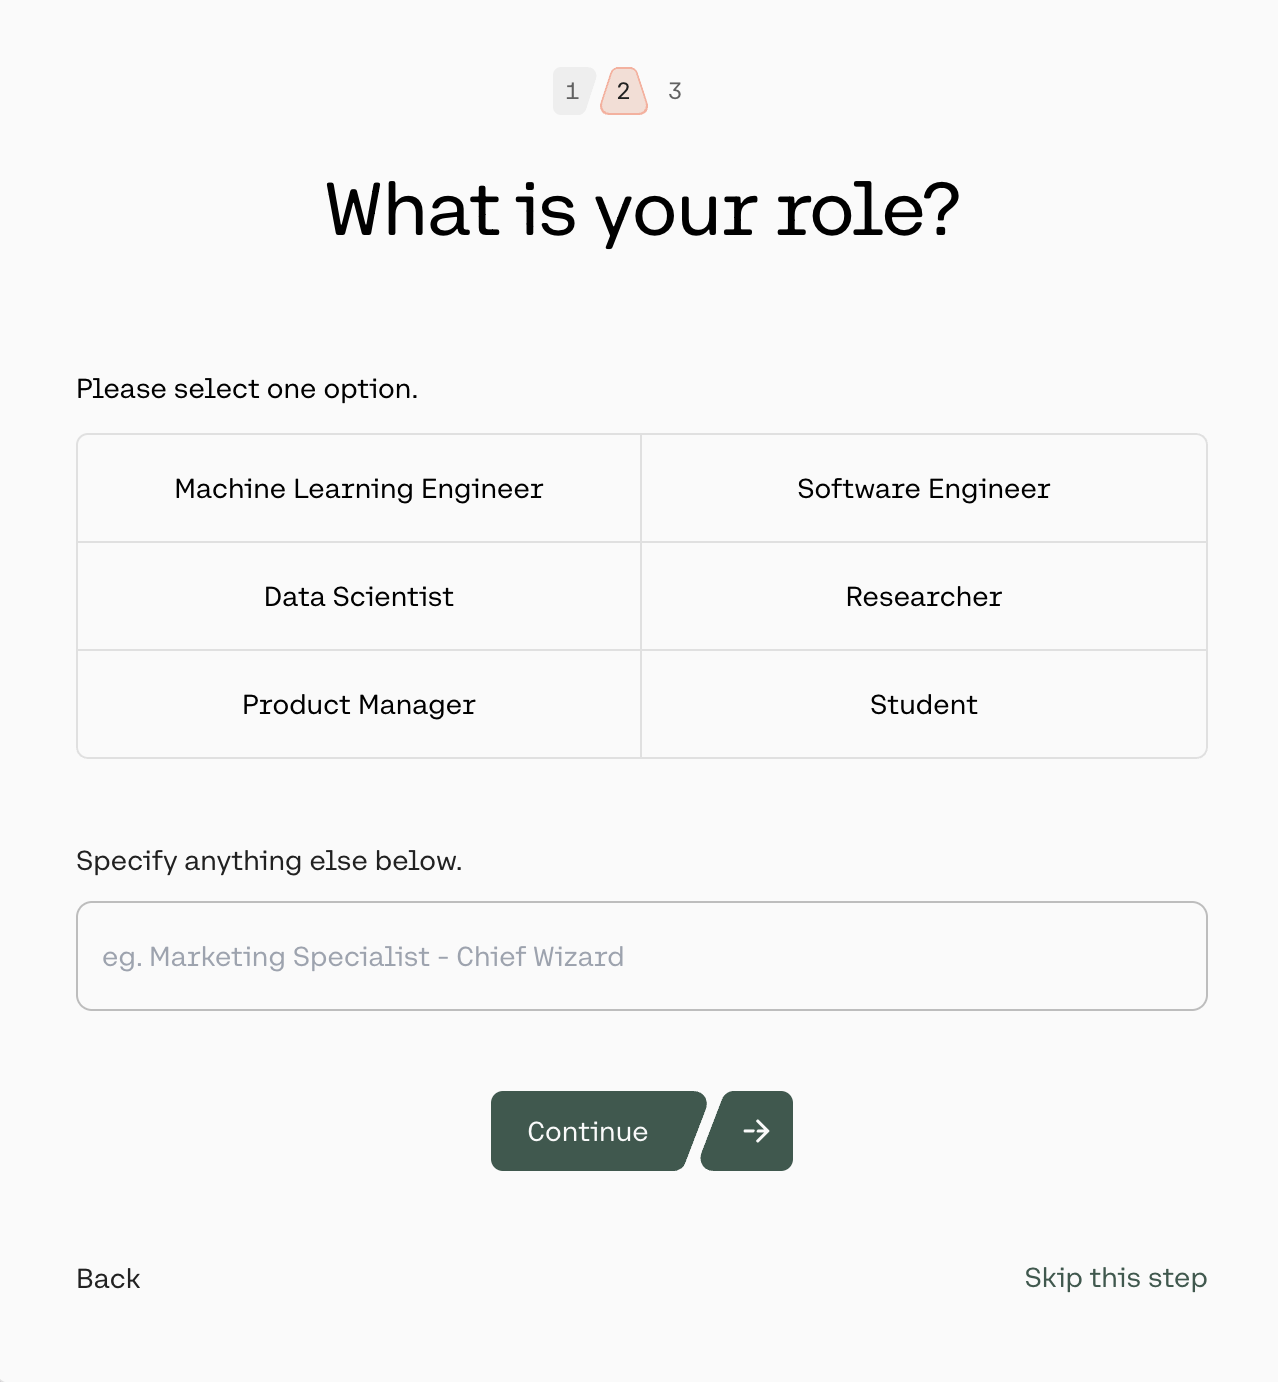 1 2 3
What is your role?
Please select one option.
Machine Learning Engineer
Software Engineer
Data Scientist
Researcher
Product Manager
Student
Specify anything else below.
eg. Marketing Specialist - Chief Wizard
Continue →
Back
Skip this step